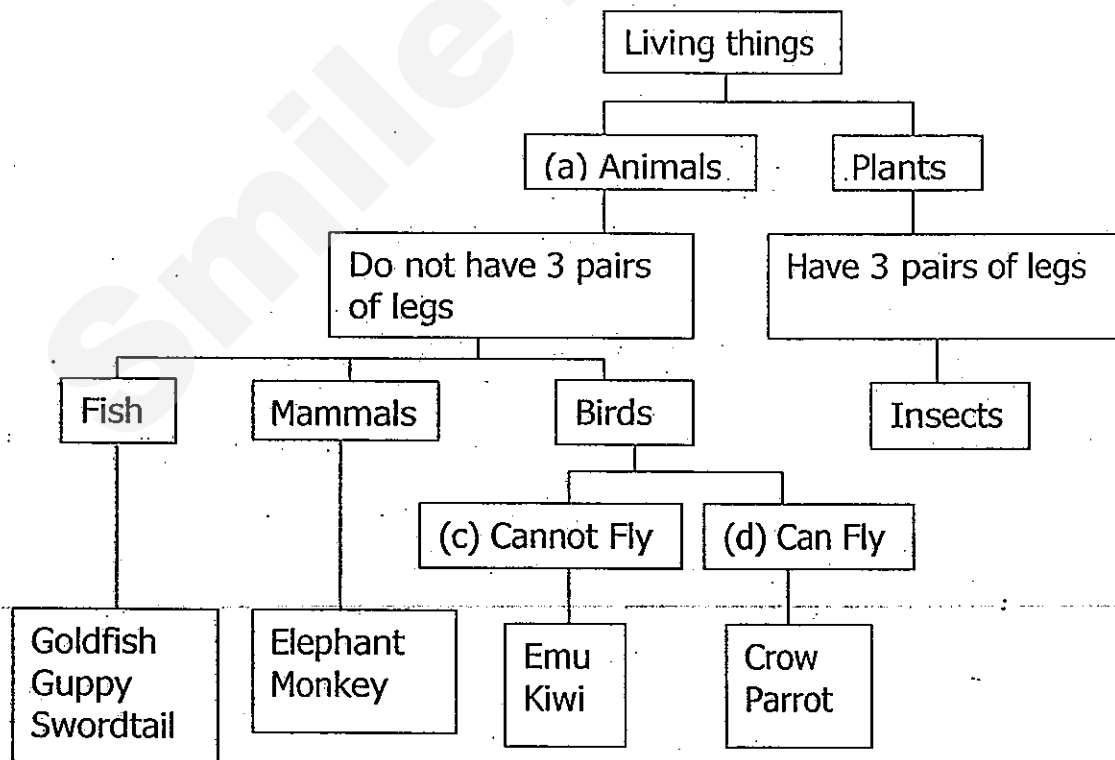 Living things
(a) Animals
Plants
Do not have 3 pairs
of legs
Have 3 pairs of legs
Fish
Mammals
Birds
Insects
(c) Cannot Fly
(d) Can Fly
Goldfish
Guppy
Swordtail
Elephant
Monkey
Emu
Kiwi
Crow
Parrot
Smile